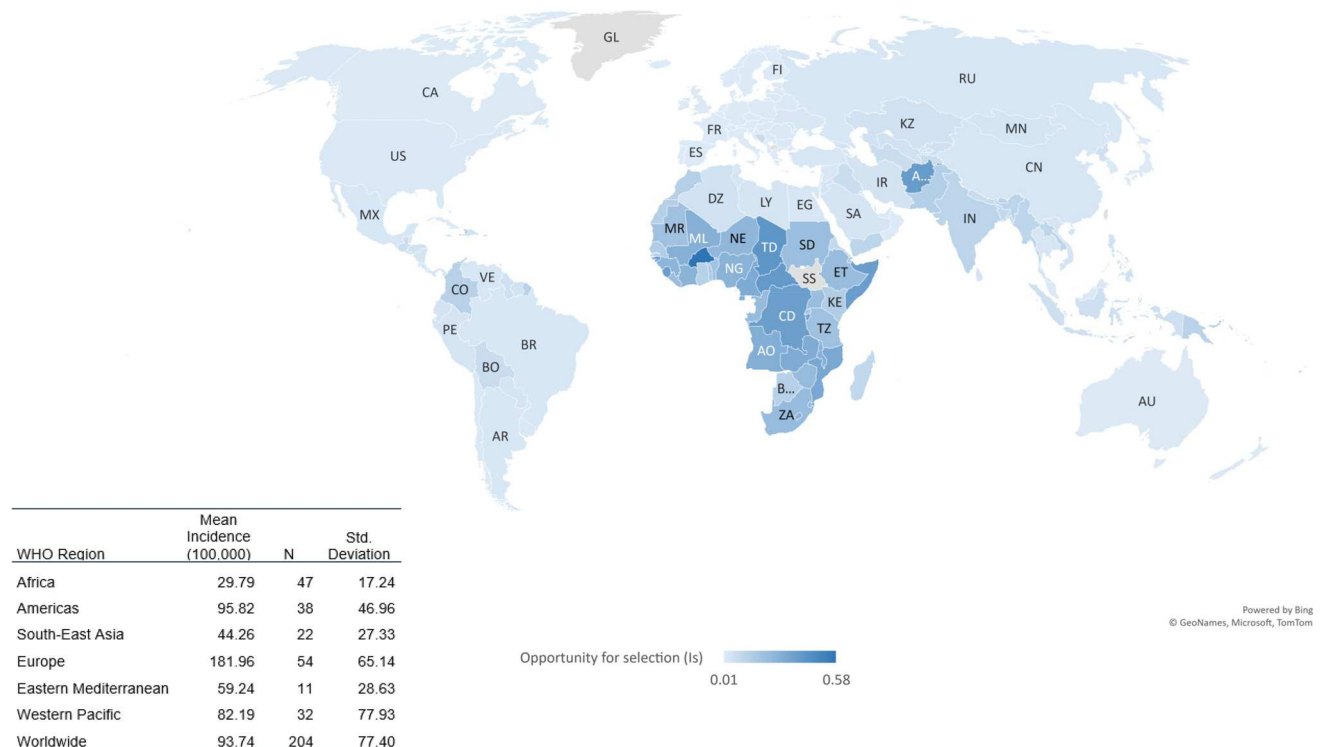 GL
FI
RU
CA
KZ
MN
FR
US
ES
CN
IR
A...
DZ
LY
EG
SA
MX
IN
MR
ML
NE
TD
SD
NG
SS
ET
VE
CO
KE
CD
PE
TZ
BR
AO
BO
B...
AU
ZA
AR
Mean
Incidence
Std.
WHO Region (100,000) N Deviation
Africa 29.79 47 17.24
Americas 95.82 38 46.96
South-East Asia 44.26 22 27.33
Europe 181.96 54 65.14
Eastern Mediterranean 59.24 11 28.63
Western Pacific 82.19 32 77.93
Worldwide 93.74 204 77.40
Opportunity for selection (Is)
0.01 0.58
Powered by Bing
© GeoNames, Microsoft, TomTom